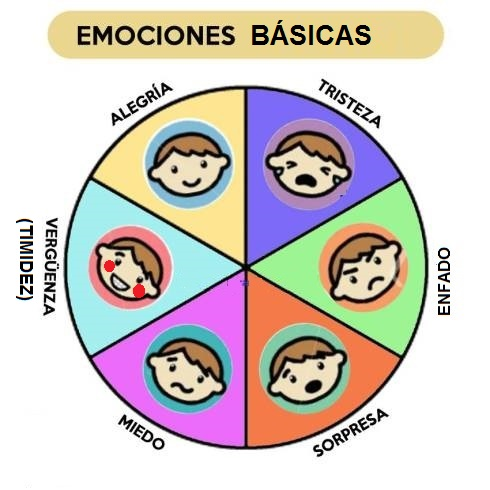 EMOCIONES BÁSICAS
ALEGRÍA
TRISTEZA
VERGÜENZA
(TIMIDEZ)
ENFADO
MIEDO
SORPRESA